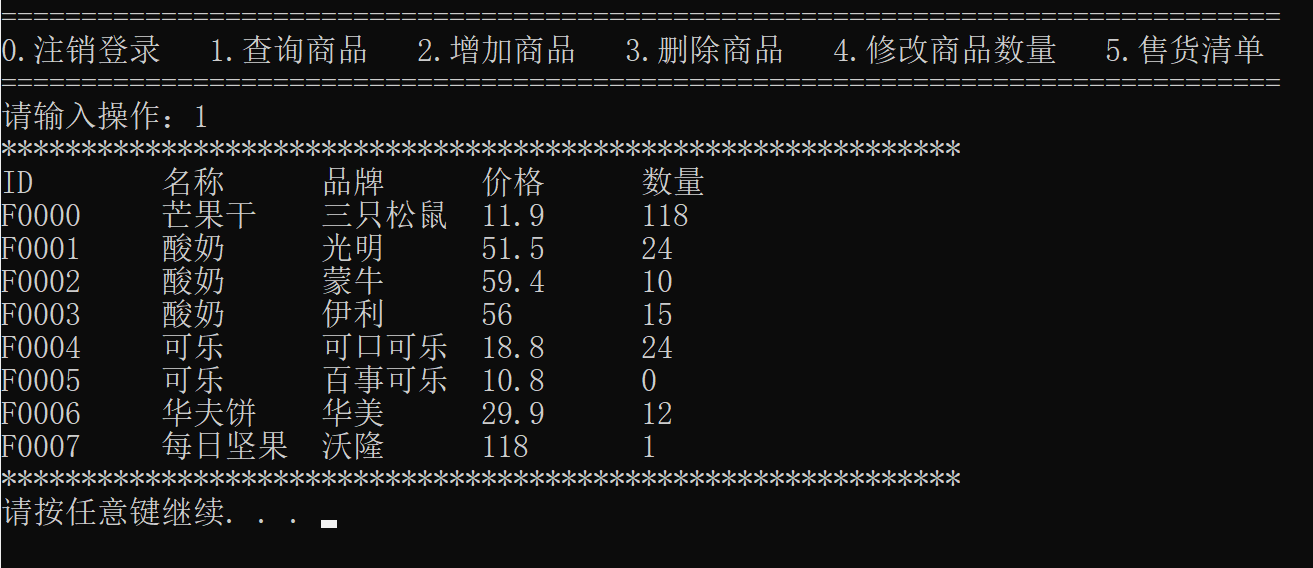 ================================================================================
0.注销登录   1.查询商品   2.增加商品   3.删除商品   4.修改商品数量   5.售货清单
================================================================================
请输入操作：1
************************************************************
ID        名称      品牌      价格      数量
F0000     芒果干    三只松鼠  11.9      118
F0001     酸奶      光明      51.5      24
F0002     酸奶      蒙牛      59.4      10
F0003     酸奶      伊利      56        15
F0004     可乐      可口可乐  18.8      24
F0005     可乐      百事可乐  10.8      0
F0006     华夫饼    华美      29.9      12
F0007     每日坚果  沃隆      118       1
************************************************************
请按任意键继续. . .